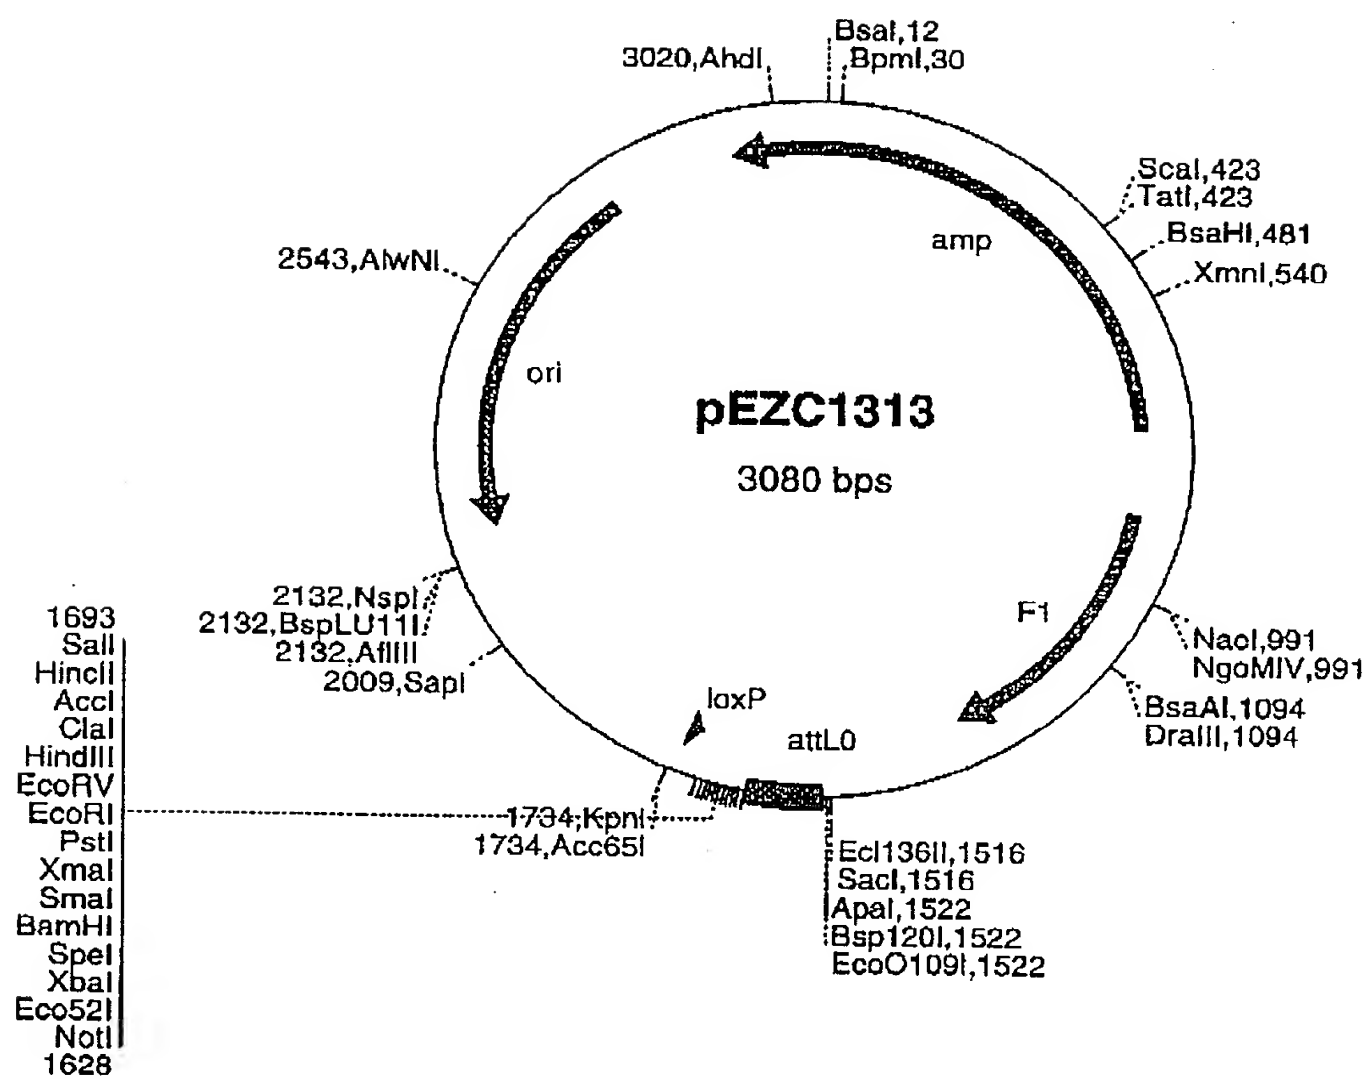 BsaI,12
3020,AhdI
BpmI,30
ScaI,423
TatI,423
BsaHI,481
XmnI,540
amp
2543,AlwNI
ori
pEZC1313
3080 bps
F1
NaeI,991
NgoMIV,991
BsaAI,1094
DraIII,1094
2132,NspI
2132,BspLU11I
2132,AflIII
2009,SapI
loxP
attL0
1734,KpnI
1734,Acc65I
Ecl136II,1516
SacI,1516
ApaI,1522
Bsp120I,1522
EcoO109I,1522
1693
SalI
HincII
AccI
ClaI
HindIII
EcoRV
EcoRI
PstI
XmaI
SmaI
BamHI
SpeI
XbaI
Eco52I
NotI
1628